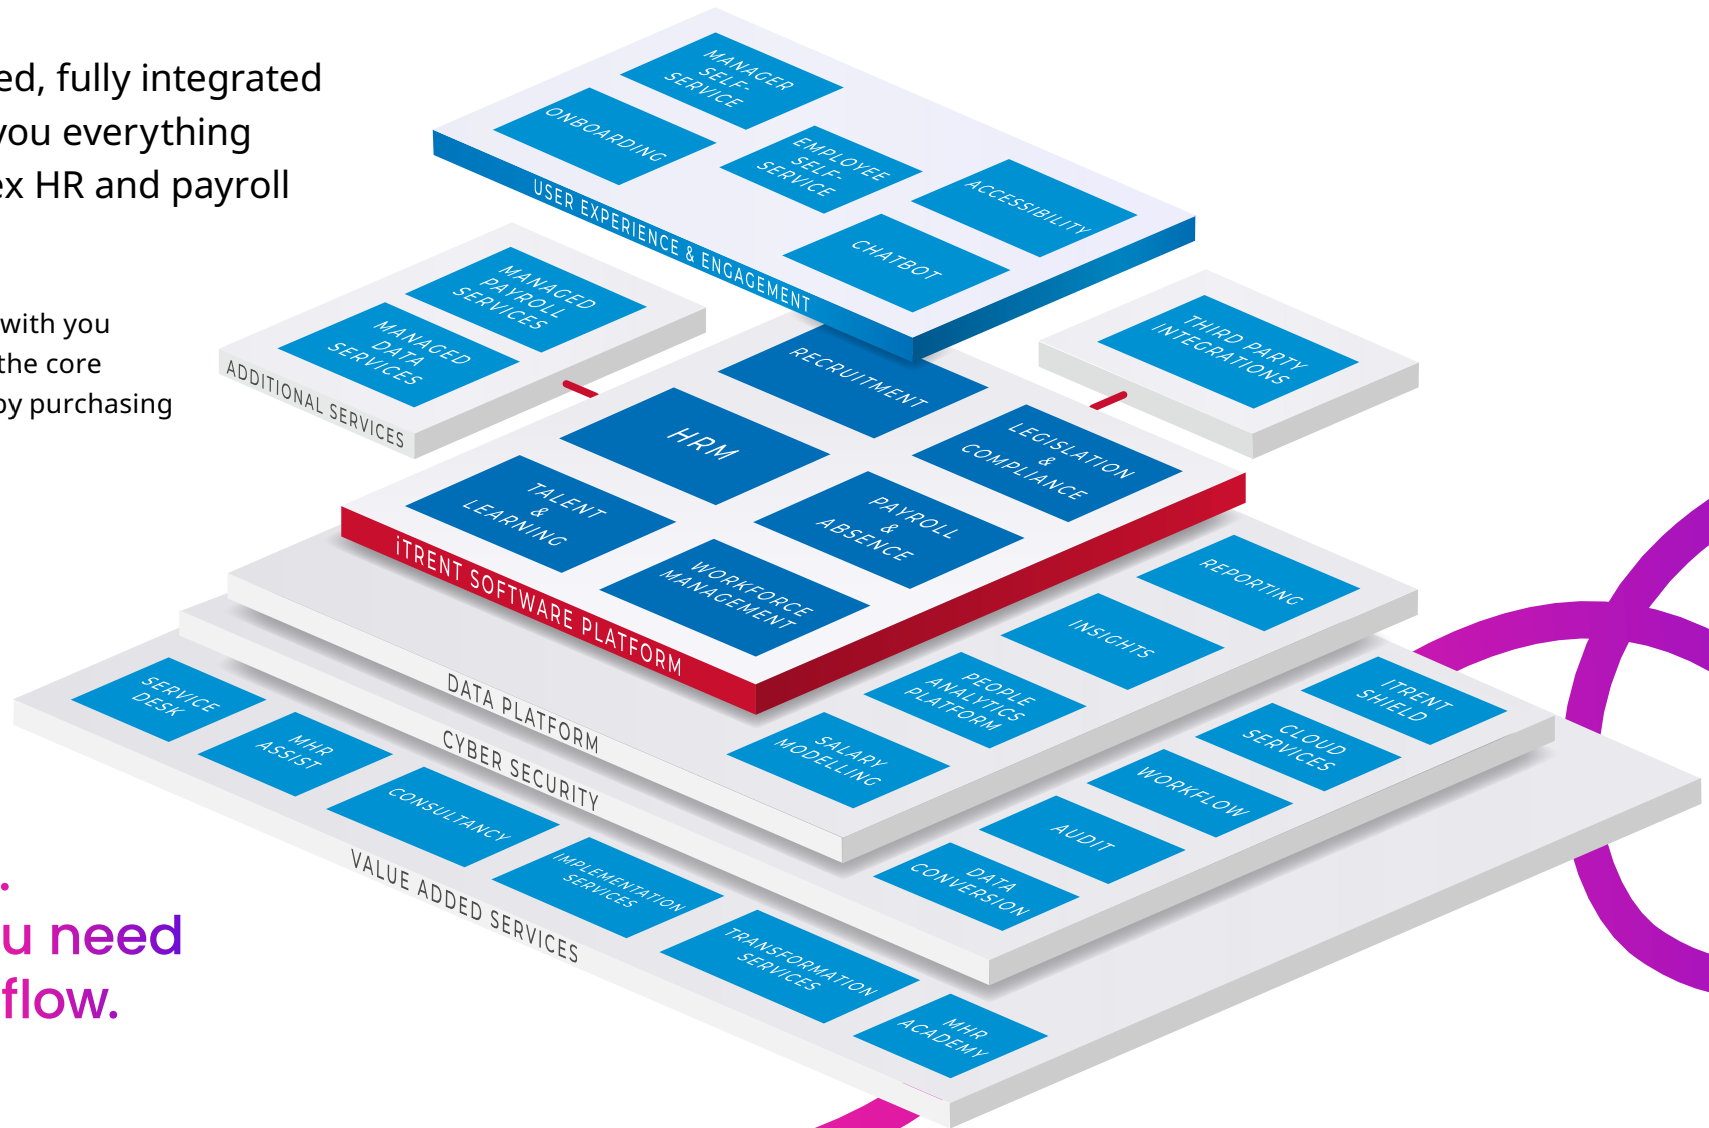 ed, fully integrated
you everything
ex HR and payroll
with you
the core
by purchasing
.
u need
flow.
MANAGER
SELF-
SERVICE
ONBOARDING
EMPLOYEE
SELF-
SERVICE
ACCESSIBILITY
CHATBOT
USER EXPERIENCE & ENGAGEMENT
MANAGED
PAYROLL
SERVICES
MANAGED
DATA
SERVICES
ADDITIONAL SERVICES
THIRD PARTY
INTEGRATIONS
RECRUITMENT
HRM
LEGISLATION
&
COMPLIANCE
TALENT
&
LEARNING
PAYROLL
&
ABSENCE
WORKFORCE
MANAGEMENT
iTRENT SOFTWARE PLATFORM
REPORTING
INSIGHTS
PEOPLE
ANALYTICS
PLATFORM
SALARY
MODELLING
DATA PLATFORM
ITRENT
SHIELD
CLOUD
SERVICES
WORKFLOW
AUDIT
DATA
CONVERSION
CYBER SECURITY
SERVICE
DESK
MHR
ASSIST
CONSULTANCY
IMPLEMENTATION
SERVICES
TRANSFORMATION
SERVICES
MHR
ACADEMY
VALUE ADDED SERVICES